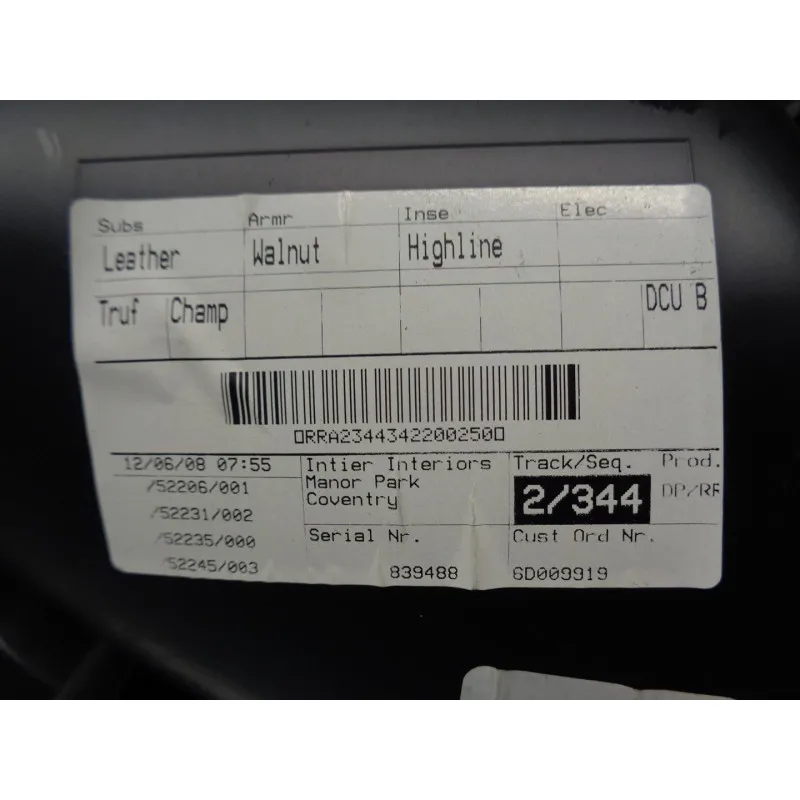 Subs Armr Inse Elec
Leather Walnut Highline
Truf Champ DCU B
▯RRA2344342200250▯
12/06/08 07:55 Intier Interiors Track/Seq. Prod.
/52206/001 Manor Park 2/344 DP/RR
/52231/002 Coventry
/52235/000 Serial Nr. Cust Ord Nr.
/52245/003 839488 6D009919